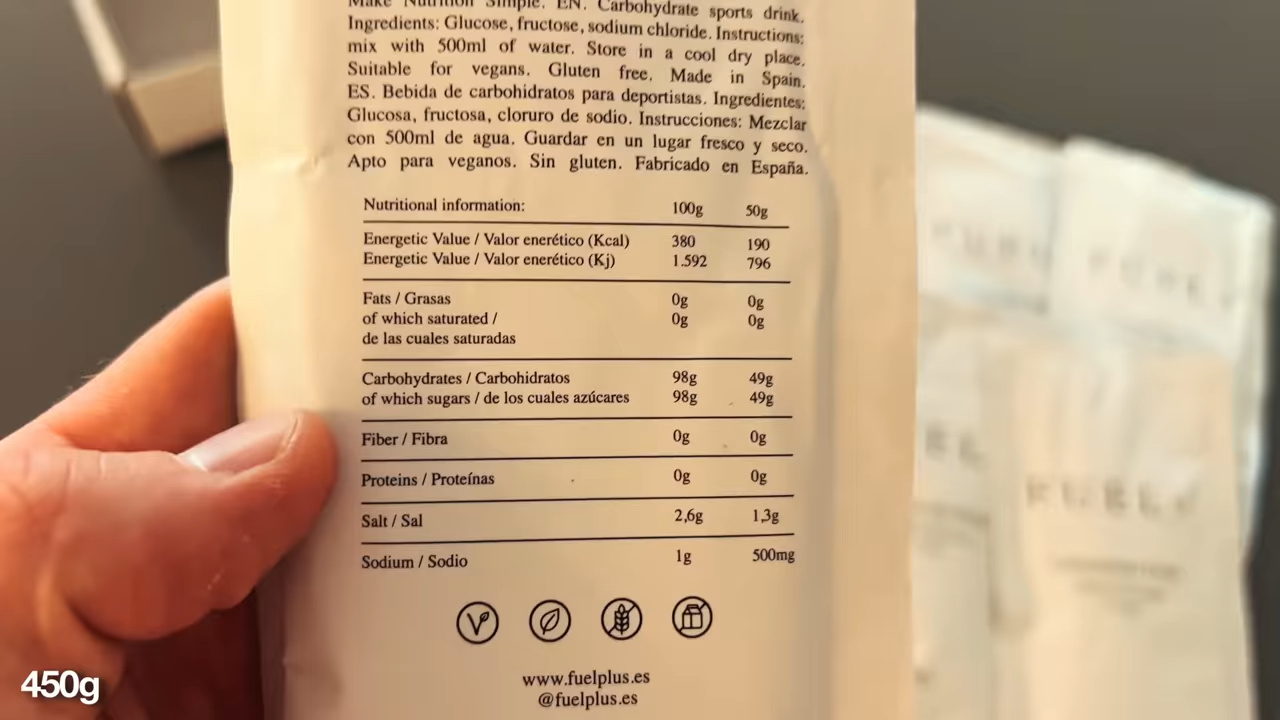 Make Nutrition Simple. EN. Carbohydrate sports drink.
Ingredients: Glucose, fructose, sodium chloride. Instructions:
mix with 500ml of water. Store in a cool dry place.
Suitable for vegans. Gluten free. Made in Spain.
ES. Bebida de carbohidratos para deportistas. Ingredientes:
Glucosa, fructosa, cloruro de sodio. Instrucciones: Mezclar
con 500ml de agua. Guardar en un lugar fresco y seco.
Apto para veganos. Sin gluten. Fabricado en España.
Nutritional information: 100g 50g
Energetic Value / Valor enerético (Kcal) 380 190
Energetic Value / Valor enerético (Kj) 1.592 796
Fats / Grasas 0g 0g
of which saturated / 0g 0g
de las cuales saturadas
Carbohydrates / Carbohidratos 98g 49g
of which sugars / de los cuales azúcares 98g 49g
Fiber / Fibra 0g 0g
Proteins / Proteínas 0g 0g
Salt / Sal 2,6g 1,3g
Sodium / Sodio 1g 500mg
www.fuelplus.es
@fuelplus.es
450g